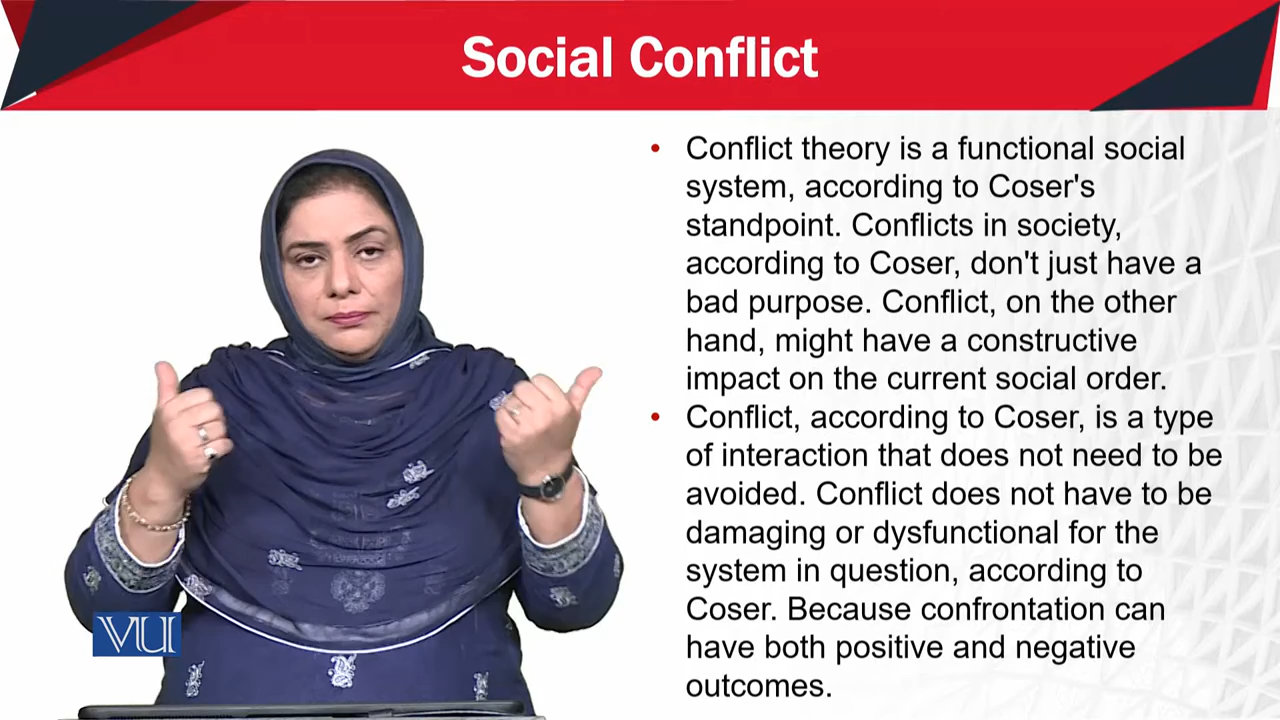 Social Conflict
• Conflict theory is a functional social
system, according to Coser's
standpoint. Conflicts in society,
according to Coser, don't just have a
bad purpose. Conflict, on the other
hand, might have a constructive
impact on the current social order.
• Conflict, according to Coser, is a type
of interaction that does not need to be
avoided. Conflict does not have to be
damaging or dysfunctional for the
system in question, according to
Coser. Because confrontation can
have both positive and negative
outcomes.
VU